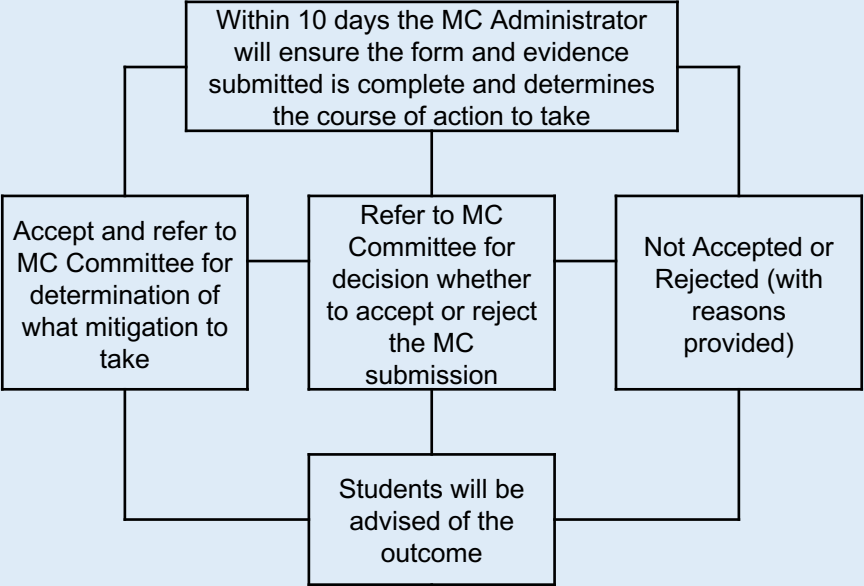 Within 10 days the MC Administrator
will ensure the form and evidence
submitted is complete and determines
the course of action to take
Accept and refer to
MC Committee for
determination of
what mitigation to
take
Refer to MC
Committee for
decision whether
to accept or reject
the MC
submission
Not Accepted or
Rejected (with
reasons
provided)
Students will be
advised of the
outcome